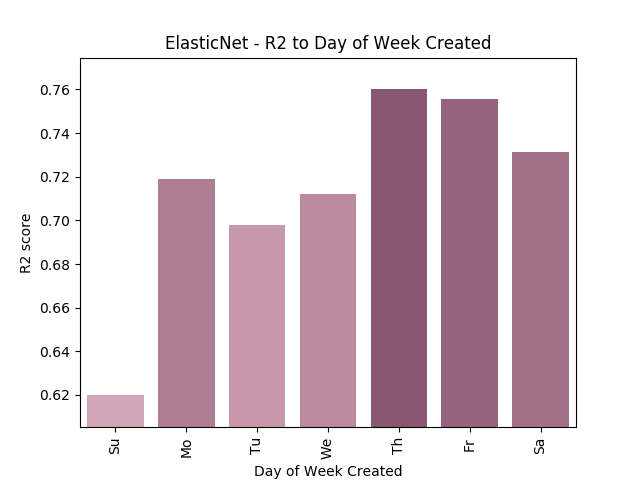 ElasticNet - R2 to Day of Week Created
R2 score
0.76
0.74
0.72
0.70
0.68
0.66
0.64
0.62
Su
Mo
Tu
We
Th
Fr
Sa
Day of Week Created